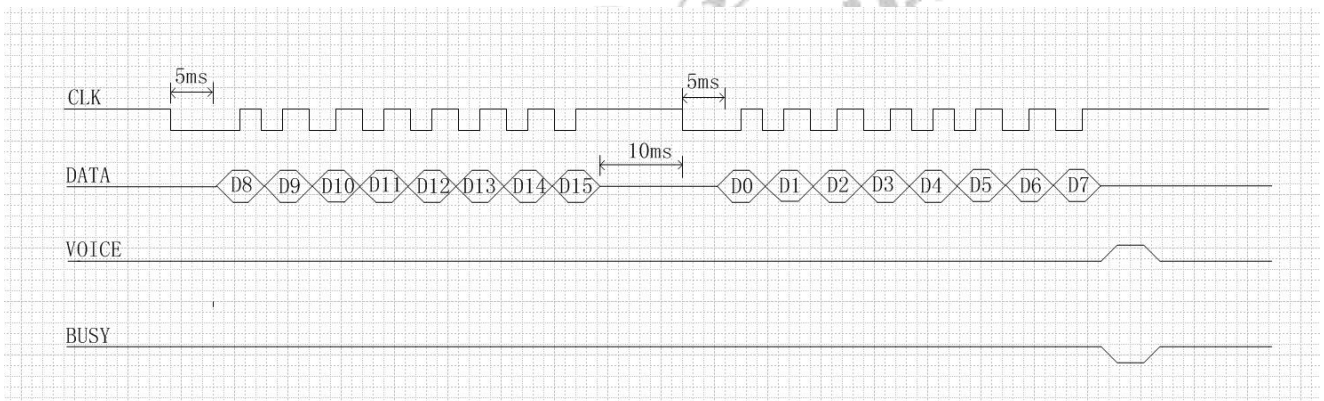 5ms 5ms
CLK
10ms
DATA D8 D9 D10 D11 D12 D13 D14 D15 D0 D1 D2 D3 D4 D5 D6 D7
VOICE
BUSY